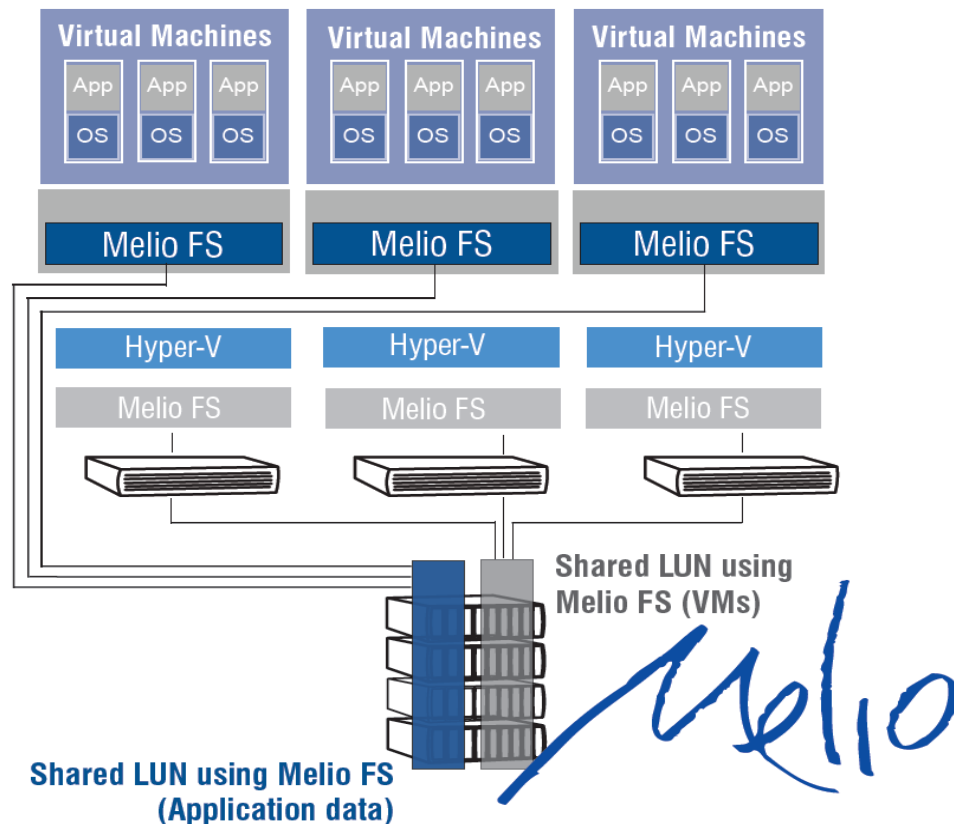 Virtual Machines Virtual Machines Virtual Machines
App App App App App App App App App
OS OS OS OS OS OS OS OS OS
Melio FS Melio FS Melio FS
Hyper-V Hyper-V Hyper-V
Melio FS Melio FS Melio FS
Shared LUN using
Melio FS (VMs)
Melio
Shared LUN using Melio FS
(Application data)